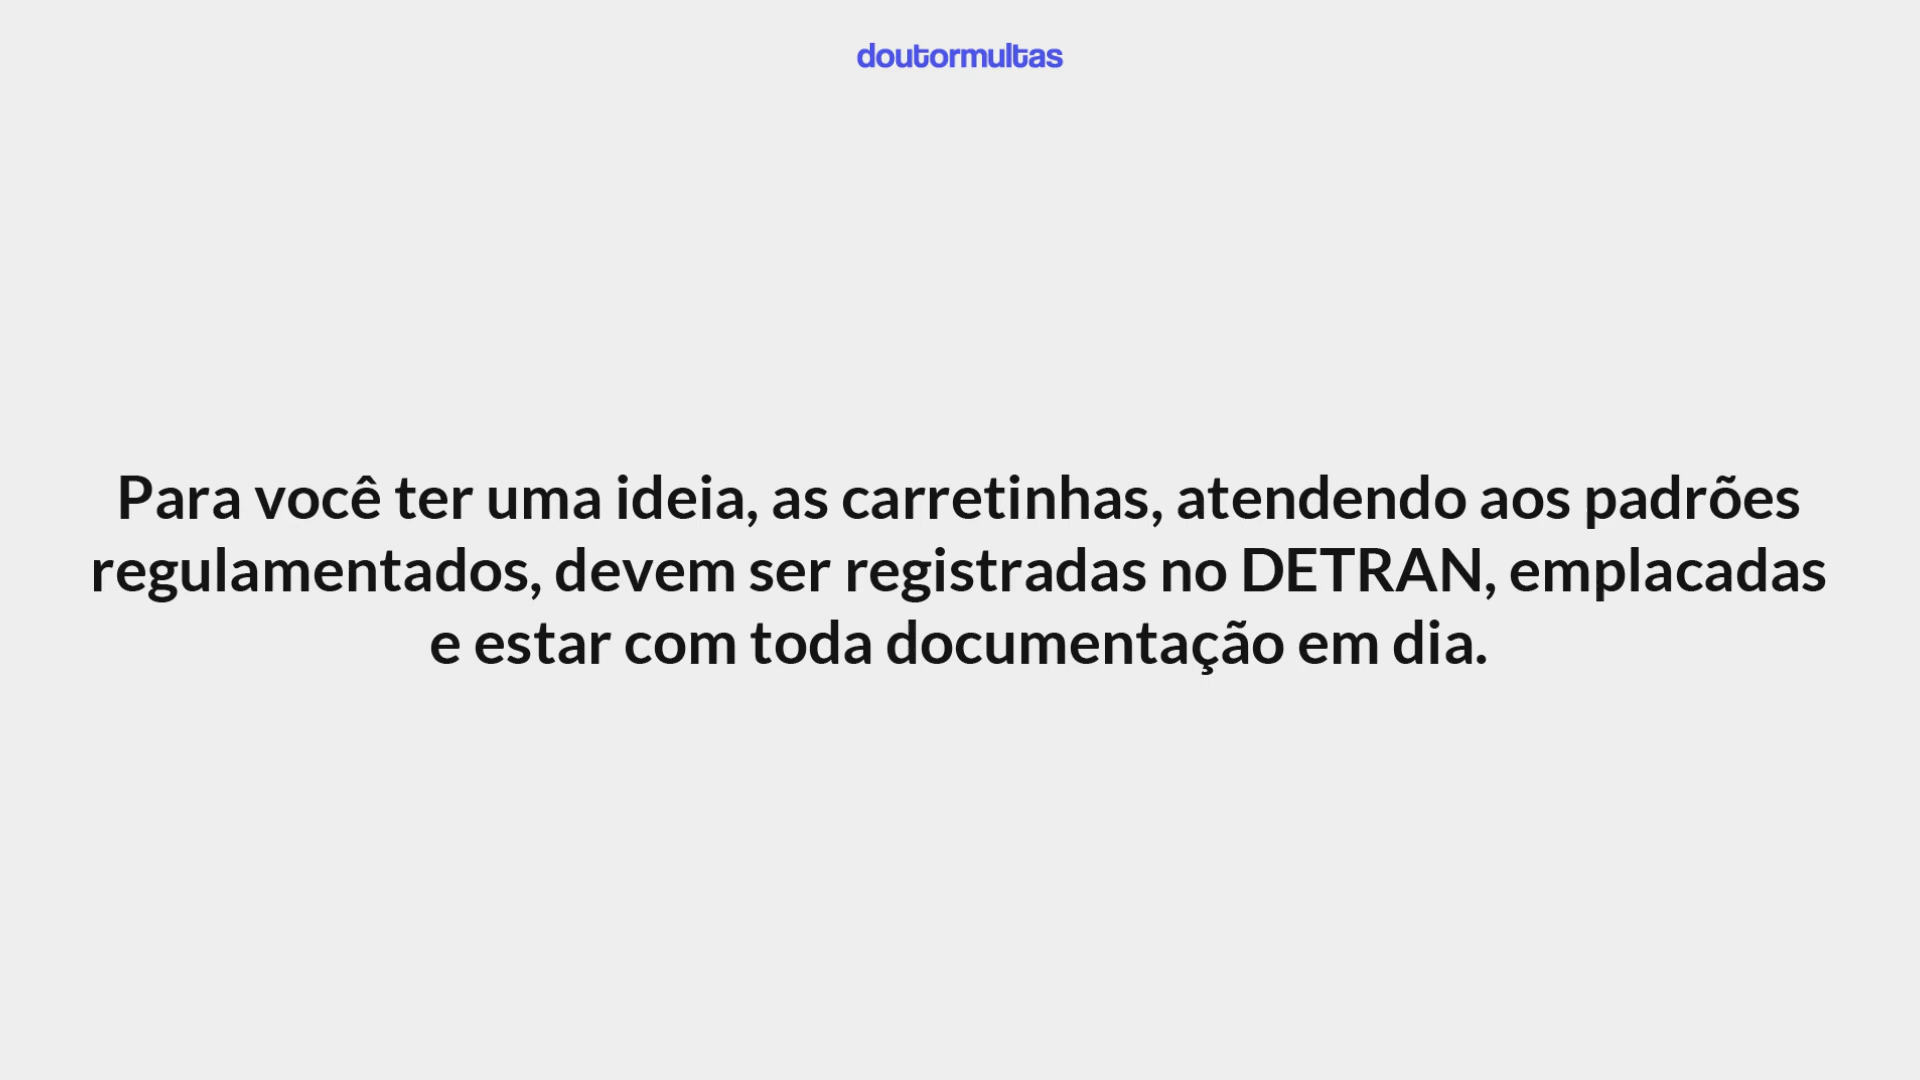 doutormultas
Para você ter uma ideia, as carretinhas, atendendo aos padrões
regulamentados, devem ser registradas no DETRAN, emplacadas
e estar com toda documentação em dia.